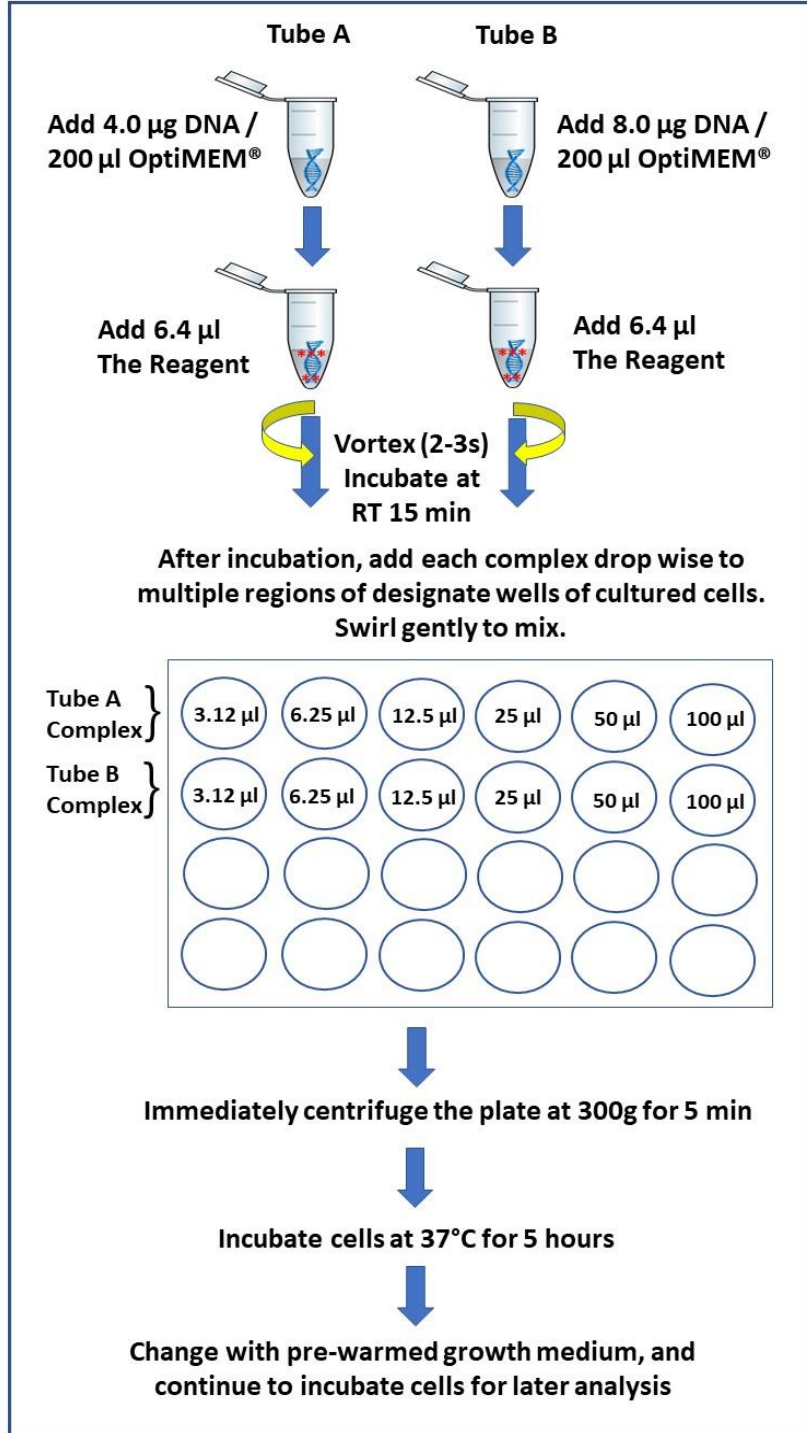 Tube A Tube B
Add 4.0 µg DNA /
200 µl OptiMEM®
Add 8.0 µg DNA /
200 µl OptiMEM®
Add 6.4 µl
The Reagent
Add 6.4 µl
The Reagent
Vortex (2-3s)
Incubate at
RT 15 min
After incubation, add each complex drop wise to
multiple regions of designate wells of cultured cells.
Swirl gently to mix.
Tube A
Complex
3.12 µl 6.25 µl 12.5 µl 25 µl 50 µl 100 µl
Tube B
Complex
3.12 µl 6.25 µl 12.5 µl 25 µl 50 µl 100 µl
Immediately centrifuge the plate at 300g for 5 min
Incubate cells at 37°C for 5 hours
Change with pre-warmed growth medium, and
continue to incubate cells for later analysis